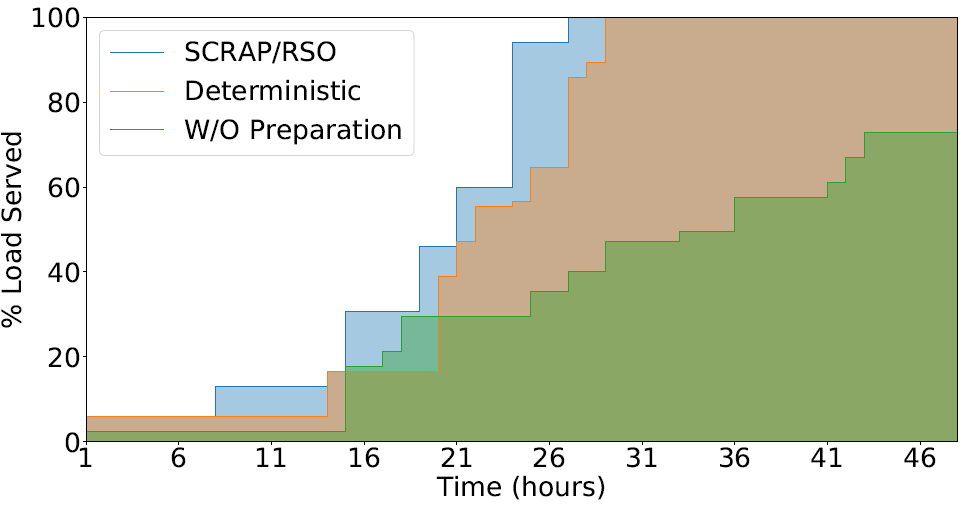 100
80
60
40
20
0
% Load Served
SCRAP/RSO
Deterministic
W/O Preparation
1 6 11 16 21 26 31 36 41 46
Time (hours)